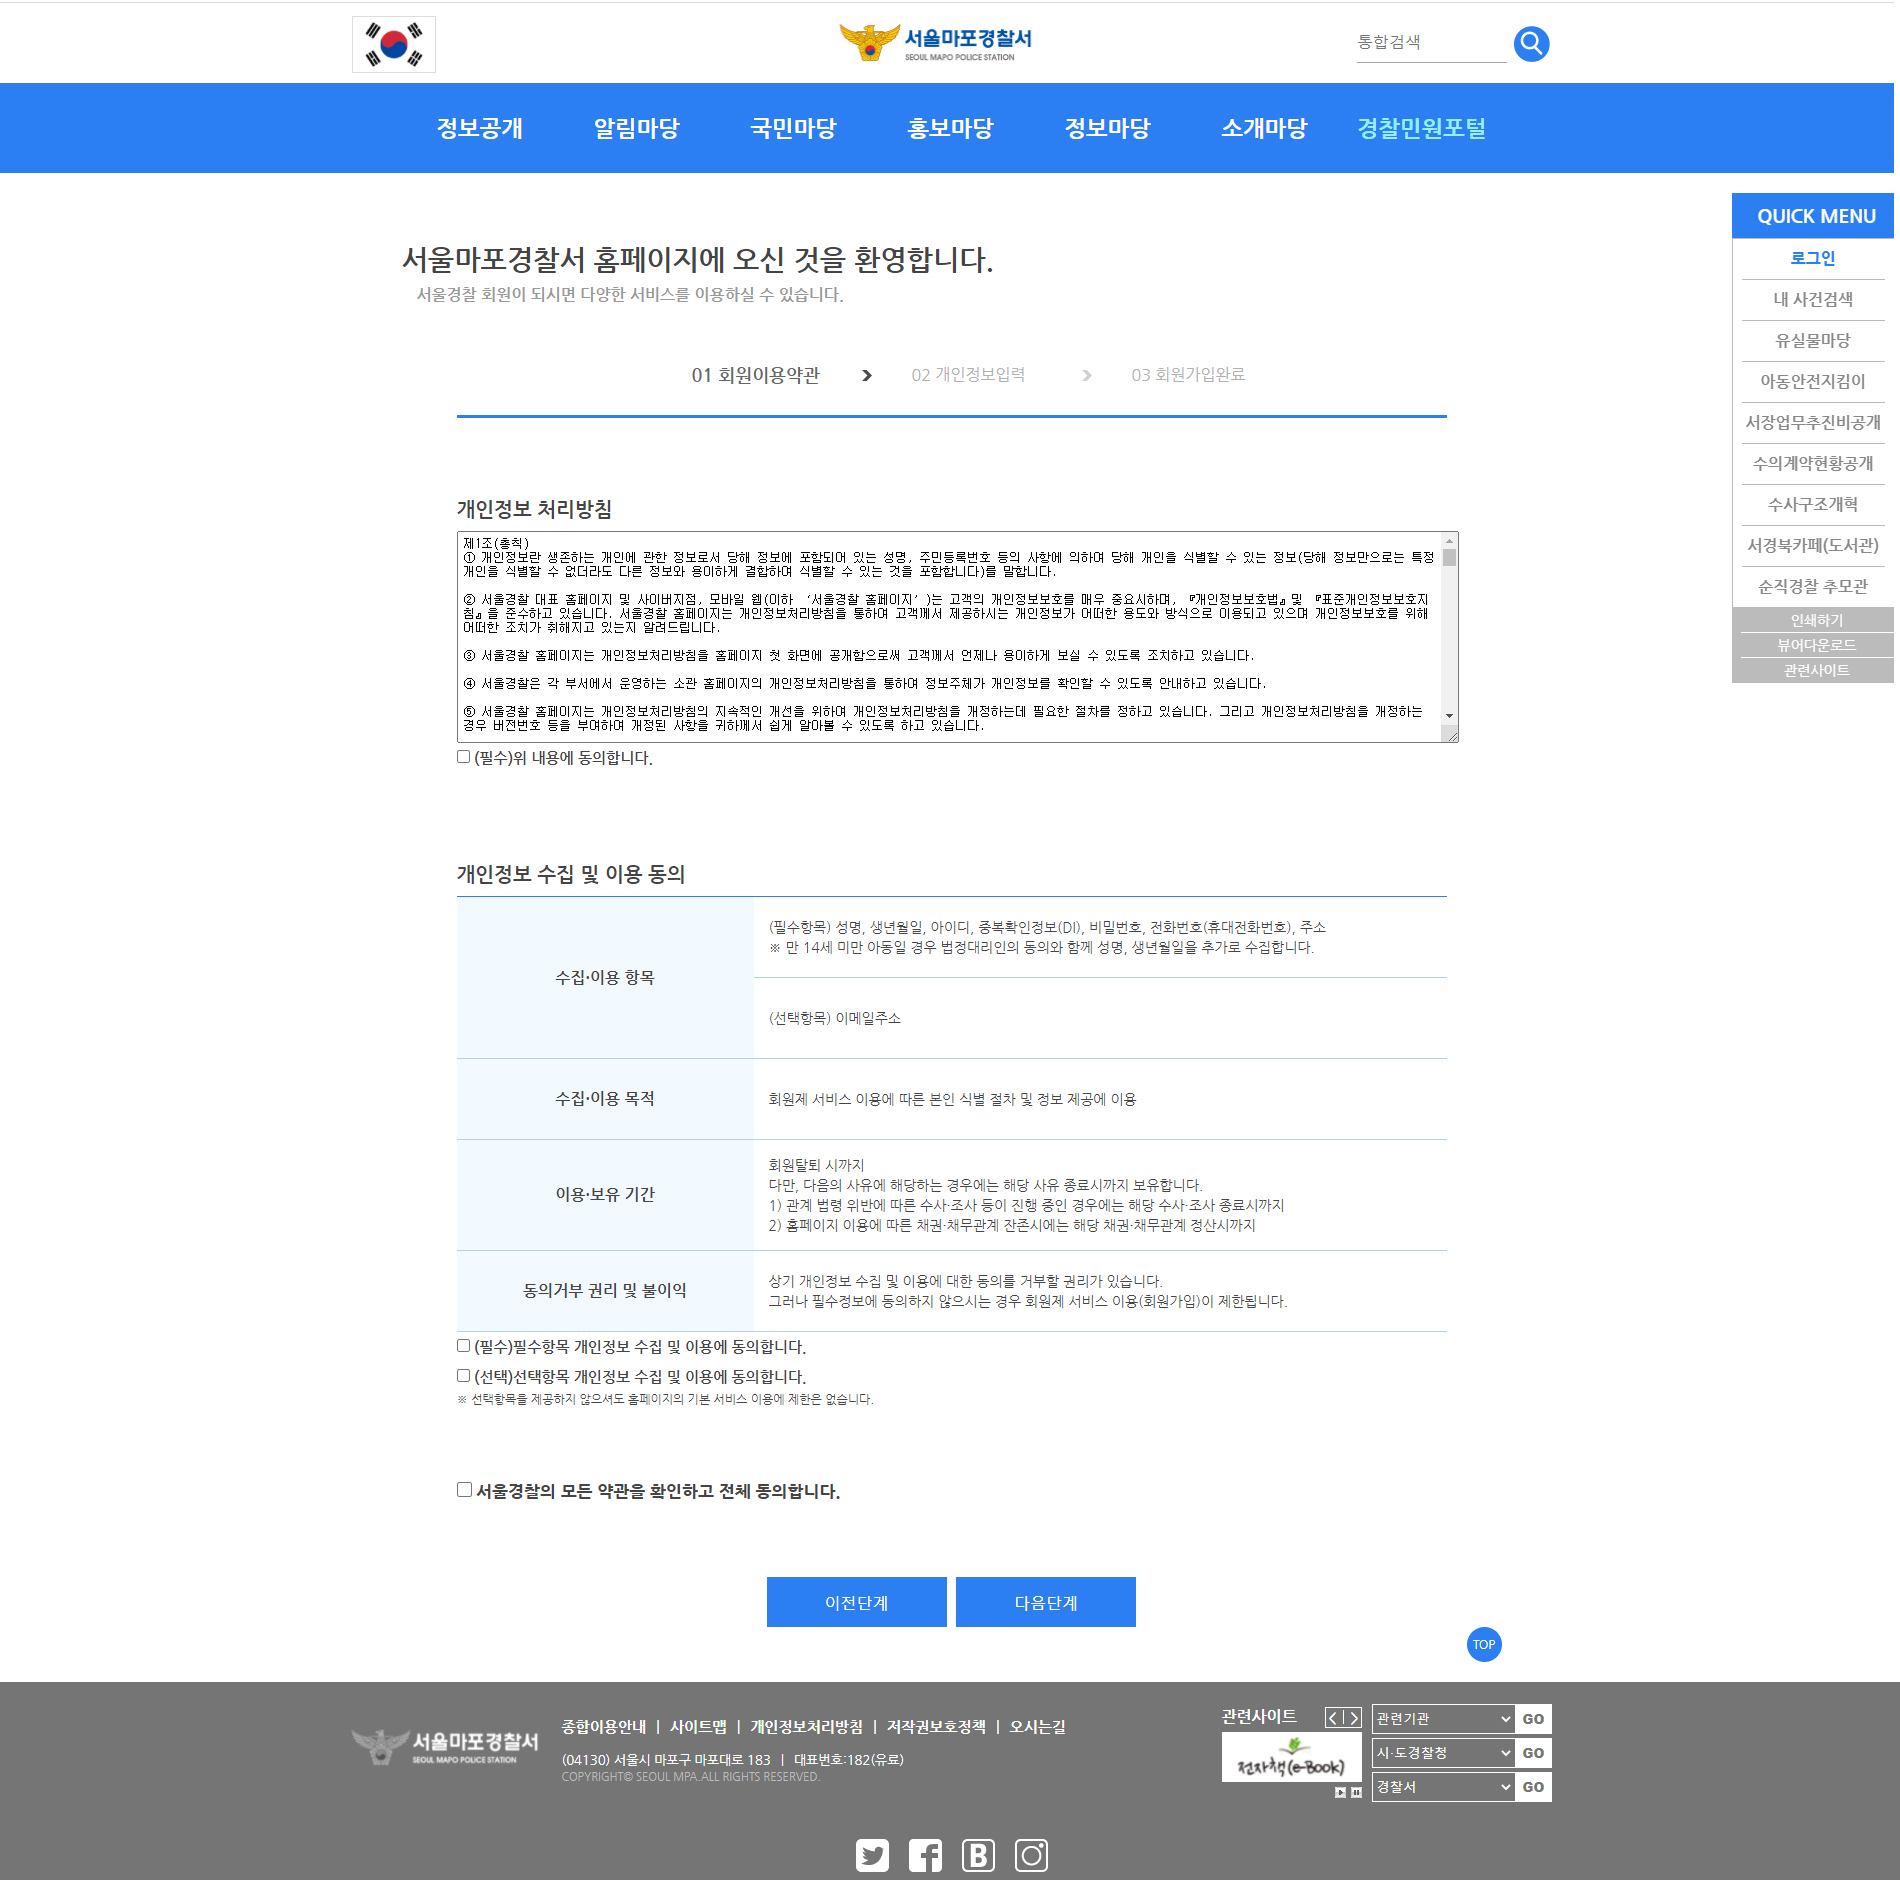 서울마포경찰서
SEOUL MAPO POLICE STATION
통합검색
정보공개 알림마당 국민마당 홍보마당 정보마당 소개마당 경찰민원포털
QUICK MENU
로그인
내 사건검색
유실물마당
아동안전지킴이
서장업무추진비공개
수의계약현황공개
수사구조개혁
서경북카페(도서관)
순직경찰 추모관
인쇄하기
뷰어다운로드
관련사이트
서울마포경찰서 홈페이지에 오신 것을 환영합니다.
서울경찰 회원이 되시면 다양한 서비스를 이용하실 수 있습니다.
01 회원이용약관 02 개인정보입력 03 회원가입완료
개인정보 처리방침
제1조(총칙)
① 개인정보란 생존하는 개인에 관한 정보로서 당해 정보에 포함되어 있는 성명, 주민등록번호 등의 사항에 의하여 당해 개인을 식별할 수 있는 정보(당해 정보만으로는 특정
개인을 식별할 수 없더라도 다른 정보와 용이하게 결합하여 식별할 수 있는 것을 포함합니다)를 말합니다.
② 서울경찰 대표 홈페이지 및 사이버지점, 모바일 웹(이하 ‘서울경찰 홈페이지’)는 고객의 개인정보보호를 매우 중요시하며, 『개인정보보호법』및 『표준개인정보보호지
침』을 준수하고 있습니다. 서울경찰 홈페이지는 개인정보처리방침을 통하여 고객께서 제공하시는 개인정보가 어떠한 용도와 방식으로 이용되고 있으며 개인정보보호를 위해
어떠한 조치가 취해지고 있는지 알려드립니다.
③ 서울경찰 홈페이지는 개인정보처리방침을 홈페이지 첫 화면에 공개함으로써 고객께서 언제나 용이하게 보실 수 있도록 조치하고 있습니다.
④ 서울경찰은 각 부서에서 운영하는 소관 홈페이지의 개인정보처리방침을 통하여 정보주체가 개인정보를 확인할 수 있도록 안내하고 있습니다.
⑤ 서울경찰 홈페이지는 개인정보처리방침의 지속적인 개선을 위하여 개인정보처리방침을 개정하는데 필요한 절차를 정하고 있습니다. 그리고 개인정보처리방침을 개정하는
경우 버전번호 등을 부여하여 개정된 사항을 귀하께서 쉽게 알아볼 수 있도록 하고 있습니다.
(필수)위 내용에 동의합니다.
개인정보 수집 및 이용 동의
수집·이용 항목
(필수항목) 성명, 생년월일, 아이디, 중복확인정보(DI), 비밀번호, 전화번호(휴대전화번호), 주소
※ 만 14세 미만 아동일 경우 법정대리인의 동의와 함께 성명, 생년월일을 추가로 수집합니다.
(선택항목) 이메일주소
수집·이용 목적
회원제 서비스 이용에 따른 본인 식별 절차 및 정보 제공에 이용
이용·보유 기간
회원탈퇴 시까지
다만, 다음의 사유에 해당하는 경우에는 해당 사유 종료시까지 보유합니다.
1) 관계 법령 위반에 따른 수사·조사 등이 진행 중인 경우에는 해당 수사·조사 종료시까지
2) 홈페이지 이용에 따른 채권·채무관계 잔존시에는 해당 채권·채무관계 정산시까지
동의거부 권리 및 불이익
상기 개인정보 수집 및 이용에 대한 동의를 거부할 권리가 있습니다.
그러나 필수정보에 동의하지 않으시는 경우 회원제 서비스 이용(회원가입)이 제한됩니다.
(필수)필수항목 개인정보 수집 및 이용에 동의합니다.
(선택)선택항목 개인정보 수집 및 이용에 동의합니다.
※ 선택항목을 제공하지 않으셔도 홈페이지의 기본 서비스 이용에 제한은 없습니다.
서울경찰의 모든 약관을 확인하고 전체 동의합니다.
이전단계 다음단계
TOP
서울마포경찰서
SEOUL MAPO POLICE STATION
종합이용안내 | 사이트맵 | 개인정보처리방침 | 저작권보호정책 | 오시는길
(04130) 서울시 마포구 마포대로 183 | 대표번호:182(유료)
COPYRIGHT© SEOUL MPA.ALL RIGHTS RESERVED.
관련사이트
전자책(e-Book)
관련기관 GO
시·도경찰청 GO
경찰서 GO